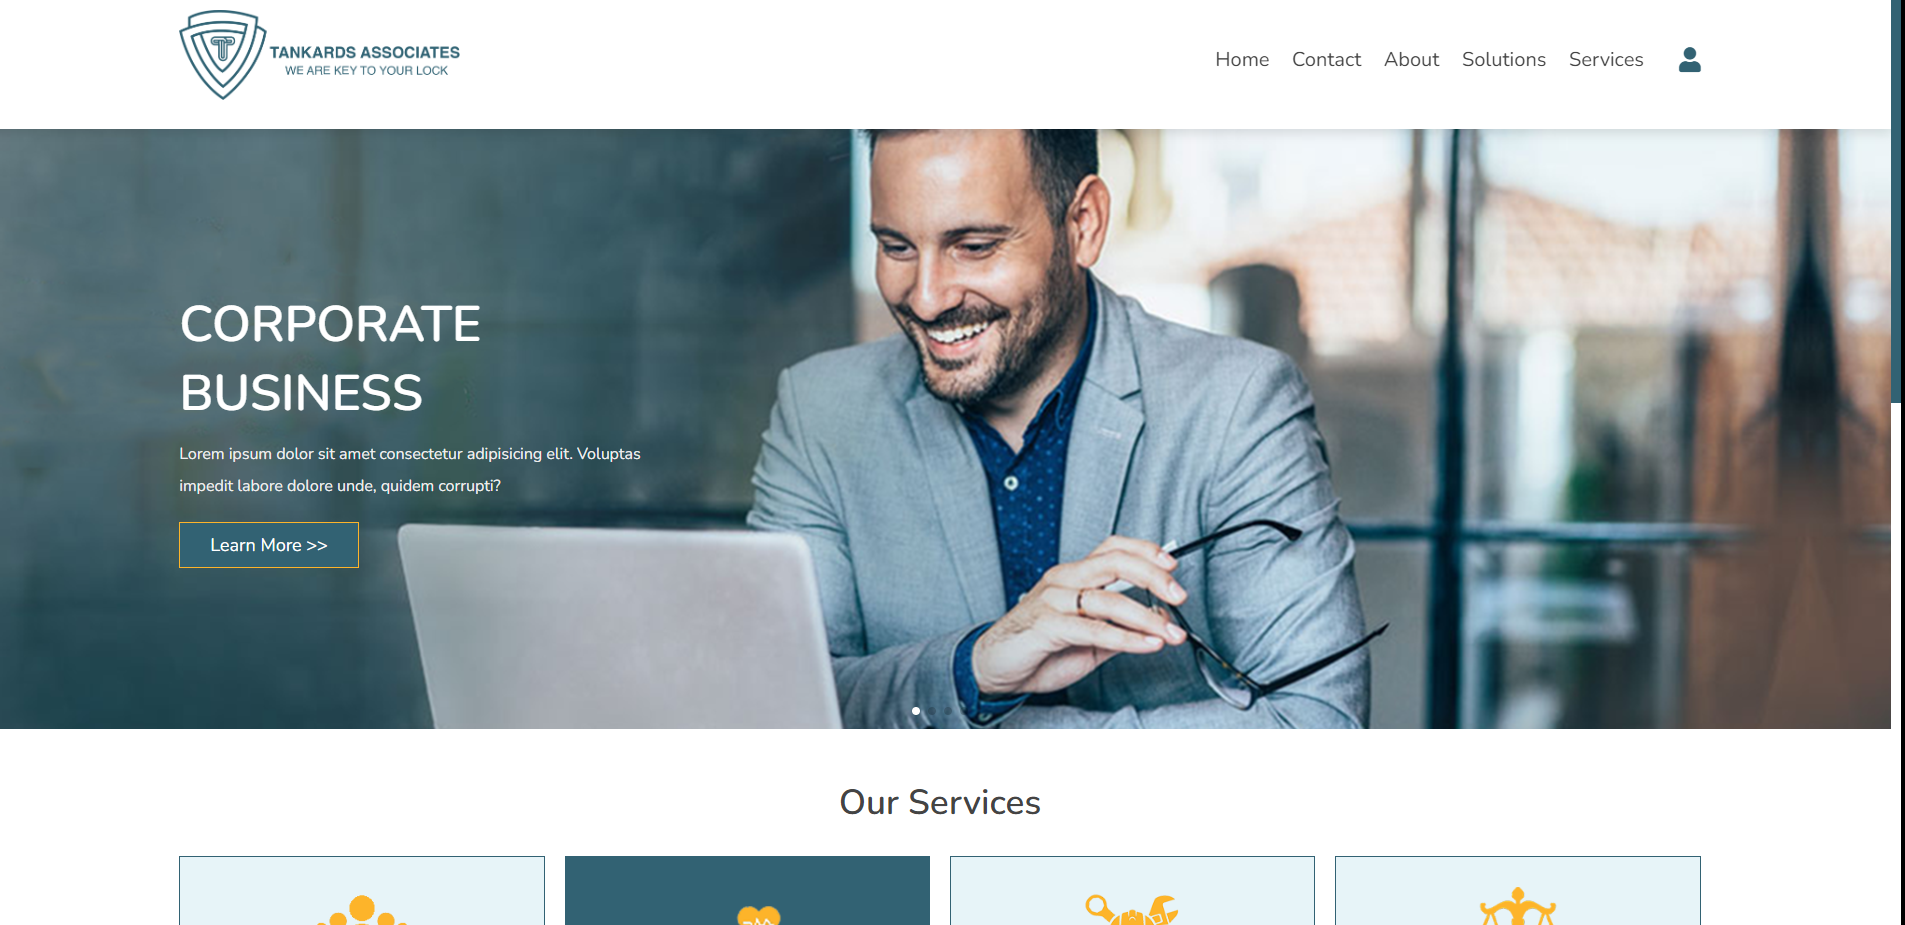 TANKARDS ASSOCIATES
WE ARE KEY TO YOUR LOCK
Home Contact About Solutions Services
CORPORATE
BUSINESS
Lorem ipsum dolor sit amet consectetur adipisicing elit. Voluptas
impedit labore dolore unde, quidem corrupti?
Learn More >>
Our Services